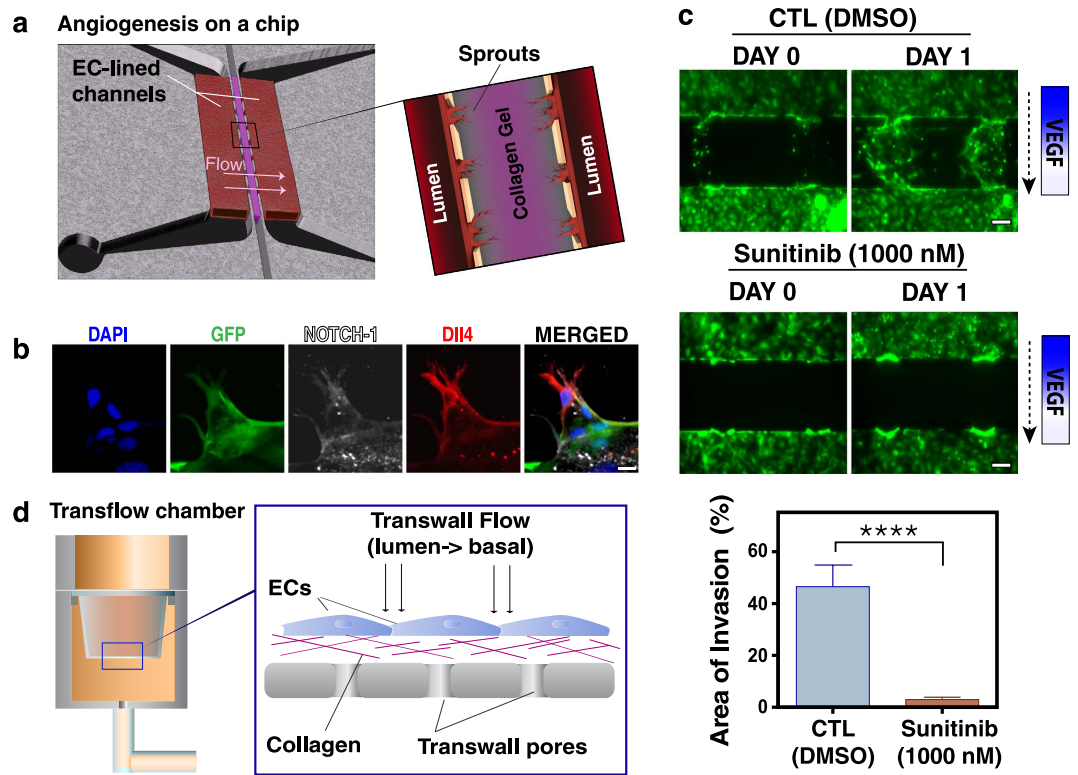 a
Angiogenesis on a chip
EC-lined
channels
Flow
Sprouts
Lumen
Collagen Gel
Lumen
b
DAPI
GFP
NOTCH-1
Dll4
MERGED
c
CTL (DMSO)
DAY 0
DAY 1
VEGF
Sunitinib (1000 nM)
DAY 0
DAY 1
VEGF
Area of Invasion (%)
60
40
20
0
****
CTL
(DMSO)
Sunitinib
(1000 nM)
d
Transflow chamber
Transwall Flow
(lumen-> basal)
ECs
Collagen
Transwall pores